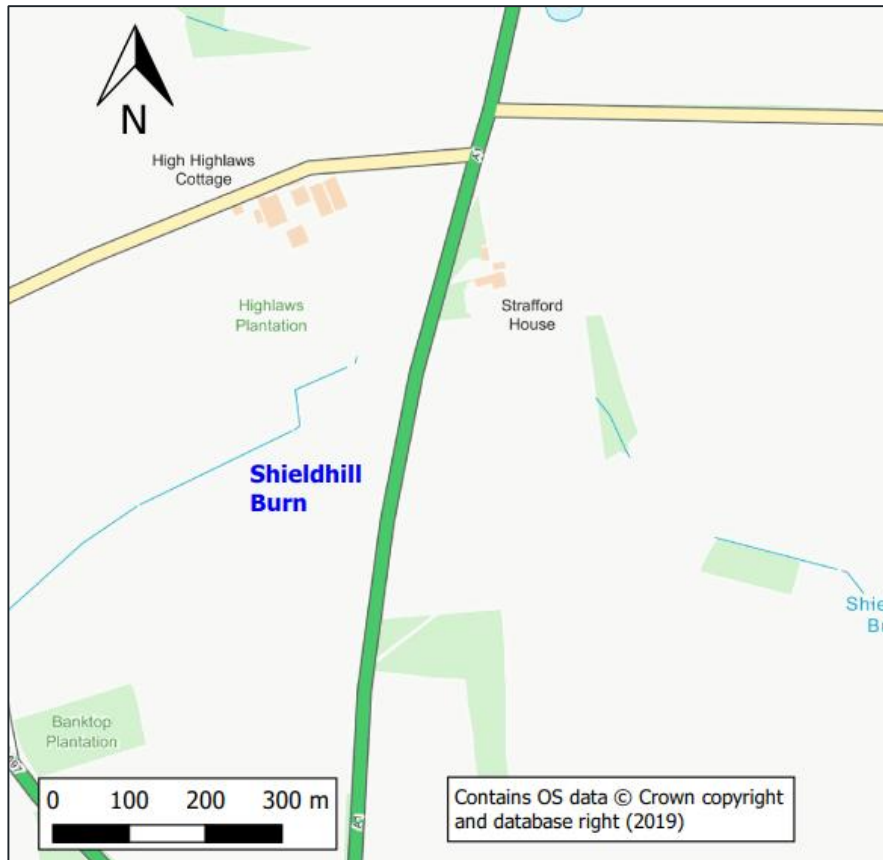 N
High Highlaws
Cottage
Highlaws
Plantation
Strafford
House
Shieldhill
Burn
Banktop
Plantation
0 100 200 300 m
Contains OS data © Crown copyright
and database right (2019)